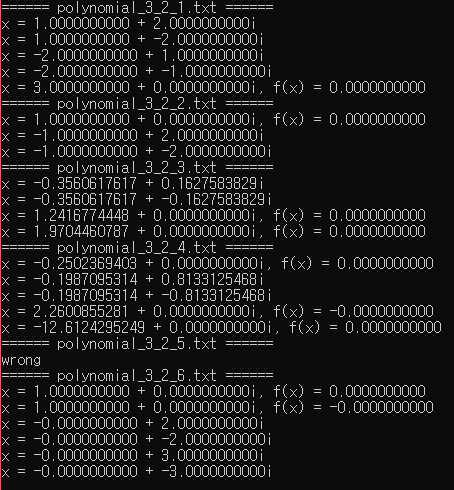 ====== polynomial_3_2_1.txt ======
x = 1.0000000000 + 2.0000000000i
x = 1.0000000000 + -2.0000000000i
x = -2.0000000000 + 1.0000000000i
x = -2.0000000000 + -1.0000000000i
x = 3.0000000000 + 0.0000000000i, f(x) = 0.0000000000
====== polynomial_3_2_2.txt ======
x = 1.0000000000 + 0.0000000000i, f(x) = 0.0000000000
x = -1.0000000000 + 2.0000000000i
x = -1.0000000000 + -2.0000000000i
====== polynomial_3_2_3.txt ======
x = -0.3560617617 + 0.1627583829i
x = -0.3560617617 + -0.1627583829i
x = 1.2416774448 + 0.0000000000i, f(x) = 0.0000000000
x = 1.9704460787 + 0.0000000000i, f(x) = 0.0000000000
====== polynomial_3_2_4.txt ======
x = -0.2502369403 + 0.0000000000i, f(x) = 0.0000000000
x = -0.1987095314 + 0.8133125468i
x = -0.1987095314 + -0.8133125468i
x = 2.2600855281 + 0.0000000000i, f(x) = -0.0000000000
x = -12.6124295249 + 0.0000000000i, f(x) = 0.0000000000
====== polynomial_3_2_5.txt ======
wrong
====== polynomial_3_2_6.txt ======
x = 1.0000000000 + 0.0000000000i, f(x) = 0.0000000000
x = 1.0000000000 + 0.0000000000i, f(x) = -0.0000000000
x = -0.0000000000 + 2.0000000000i
x = -0.0000000000 + -2.0000000000i
x = -0.0000000000 + 3.0000000000i
x = -0.0000000000 + -3.0000000000i